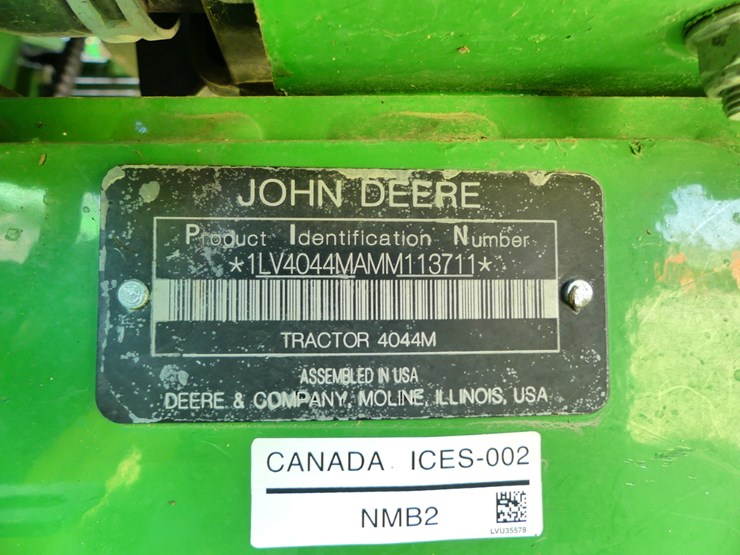 JOHN DEERE
Product Identification Number
*1LV4044MAMM113711*
TRACTOR 4044M
ASSEMBLED IN USA
DEERE & COMPANY, MOLINE, ILLINOIS, USA
CANADA ICES-002
NMB2
LVU35578